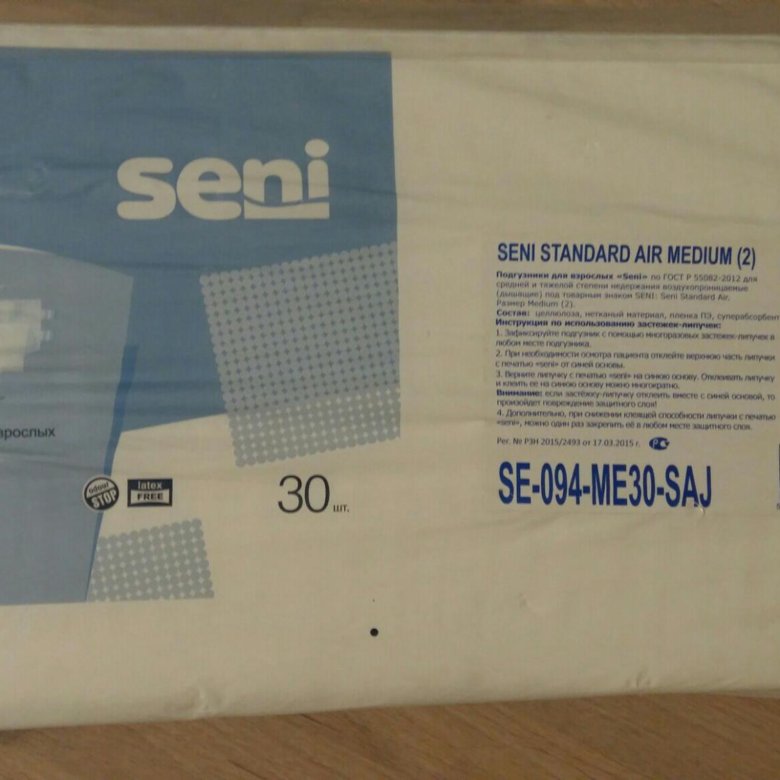 seni
зрослых
odour
STOP
latex
FREE
30 шт.
SENI STANDARD AIR MEDIUM (2)
Подгузники для взрослых «Seni» по ГОСТ Р 55082-2012 для
средней и тяжелой степени недержания воздухопроницаемые
(дышащие) под товарным знаком SENI: Seni Standard Air.
Размер Medium (2).
Состав: целлюлоза, нетканый материал, пленка ПЭ, суперабсорбент
Инструкция по использованию застежек-липучек:
1. Зафиксируйте подгузник с помощью многоразовых застежек-липучек в
любом месте подгузника.
2. При необходимости осмотра пациента отклейте верхнюю часть липучки
с печатью «seni» от синей основы.
3. Верните липучку с печатью «seni» на синюю основу. Отклеивать липучку
и клеить ее на синюю основу можно многократно.
Внимание: если застёжку-липучку отклеить вместе с синей основой, то
произойдет повреждение защитного слоя!
4. Дополнительно, при снижении клеящей способности липучки с печатью
«seni», можно один раз закрепить её в любом месте защитного слоя.
Рег. № РЗН 2015/2493 от 17.03.2015 г.
SE-094-ME30-SAJ